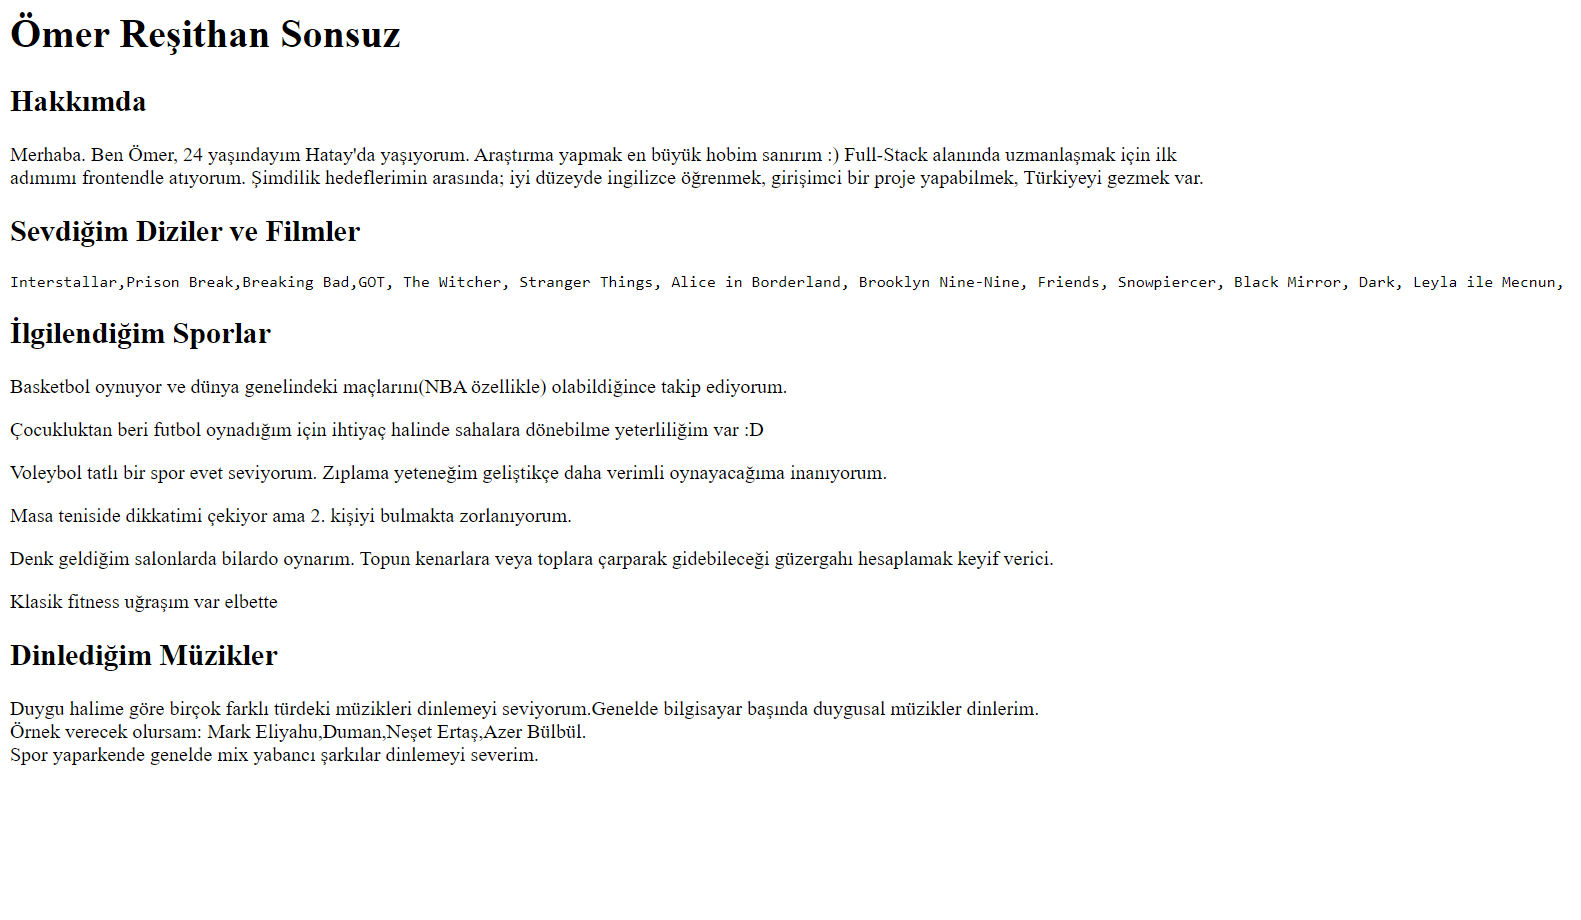 Ömer Reşithan Sonsuz
Hakkımda
Merhaba. Ben Ömer, 24 yaşındayım Hatay'da yaşıyorum. Araştırma yapmak en büyük hobim sanırım :) Full-Stack alanında uzmanlaşmak için ilk
adımımı frontendle atıyorum. Şimdilik hedeflerimin arasında; iyi düzeyde ingilizce öğrenmek, girişimci bir proje yapabilmek, Türkiyeyi gezmek var.
Sevdiğim Diziler ve Filmler
Interstallar,Prison Break,Breaking Bad,GOT, The Witcher, Stranger Things, Alice in Borderland, Brooklyn Nine-Nine, Friends, Snowpiercer, Black Mirror, Dark, Leyla ile Mecnun,
İlgilendiğim Sporlar
Basketbol oynuyor ve dünya genelindeki maçlarını(NBA özellikle) olabildiğince takip ediyorum.
Çocukluktan beri futbol oynadığım için ihtiyaç halinde sahalara dönebilme yeterliliğim var :D
Voleybol tatlı bir spor evet seviyorum. Zıplama yeteneğim geliştikçe daha verimli oynayacağıma inanıyorum.
Masa teniside dikkatimi çekiyor ama 2. kişiyi bulmakta zorlanıyorum.
Denk geldiğim salonlarda bilardo oynarım. Topun kenarlara veya toplara çarparak gidebileceği güzergahı hesaplamak keyif verici.
Klasik fitness uğraşım var elbette
Dinlediğim Müzikler
Duygu halime göre birçok farklı türdeki müzikleri dinlemeyi seviyorum.Genelde bilgisayar başında duygusal müzikler dinlerim.
Örnek verecek olursam: Mark Eliyahu,Duman,Neşet Ertaş,Azer Bülbül.
Spor yaparkende genelde mix yabancı şarkılar dinlemeyi severim.